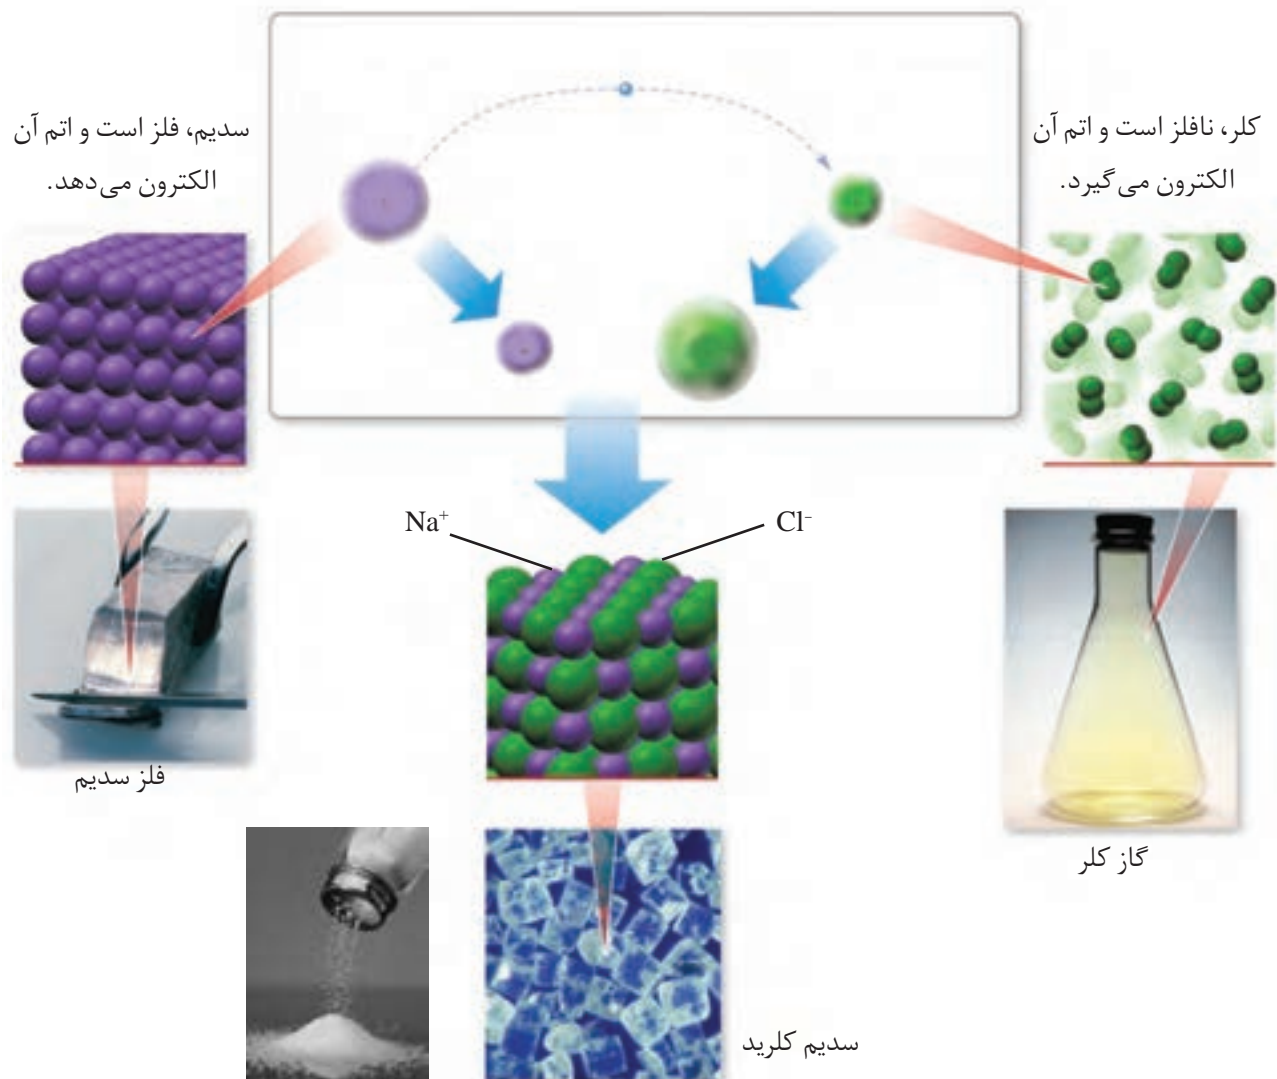 کلر، نافلز است و اتم آن
الکترون می‌گیرد.
سدیم، فلز است و اتم آن
الکترون می‌دهد.
Na⁺
Cl⁻
فلز سدیم
گاز کلر
سدیم کلرید